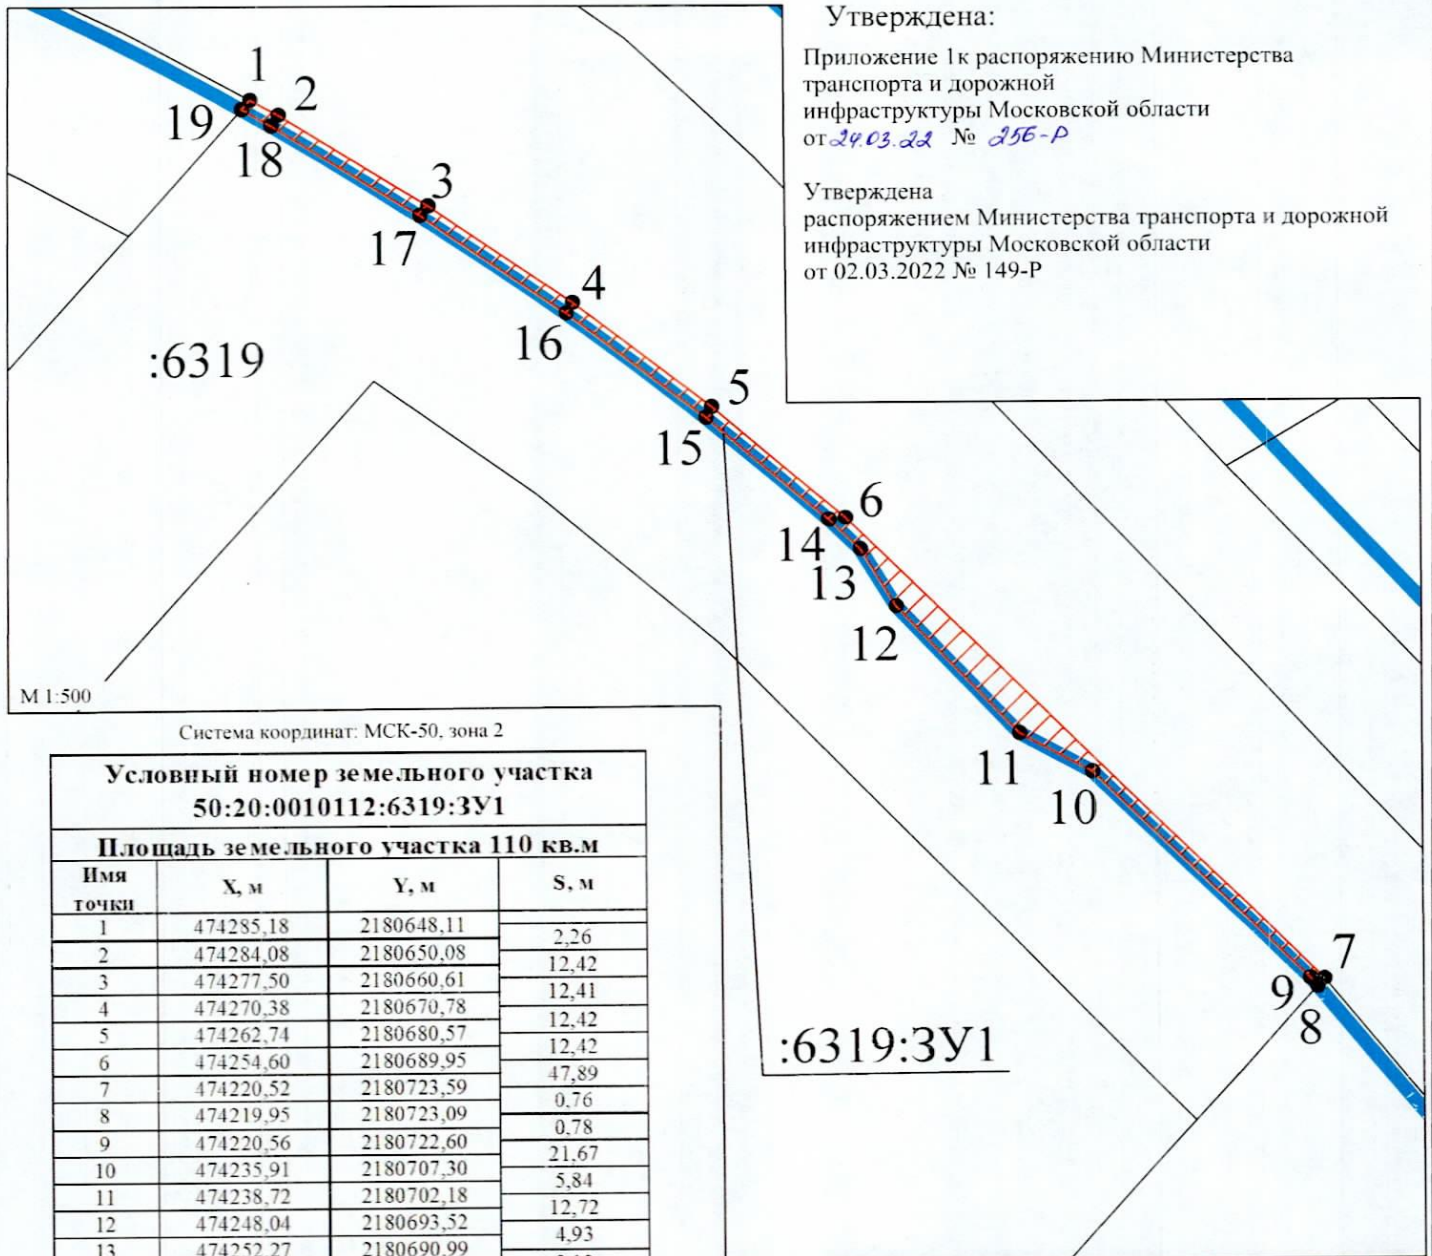 Утверждена:
Приложение 1к распоряжению Министерства
транспорта и дорожной
инфраструктуры Московской области
от 24.03.22 № 256-Р
Утверждена
распоряжением Министерства транспорта и дорожной
инфраструктуры Московской области
от 02.03.2022 № 149-Р
1
2
19
18
3
17
4
16
:6319
5
15
6
14
13
12
11
10
7
9
8
:6319:ЗУ1
М 1:500
Система координат: МСК-50, зона 2
Условный номер земельного участка
50:20:0010112:6319:ЗУ1
Площадь земельного участка 110 кв.м
Имя точки X, м Y, м S, м
1 474285,18 2180648,11
2,26
2 474284,08 2180650,08
12,42
3 474277,50 2180660,61
12,41
4 474270,38 2180670,78
12,42
5 474262,74 2180680,57
12,42
6 474254,60 2180689,95
47,89
7 474220,52 2180723,59
0,76
8 474219,95 2180723,09
0,78
9 474220,56 2180722,60
21,67
10 474235,91 2180707,30
5,84
11 474238,72 2180702,18
12,72
12 474248,04 2180693,52
4,93
13 474252,27 2180690,99